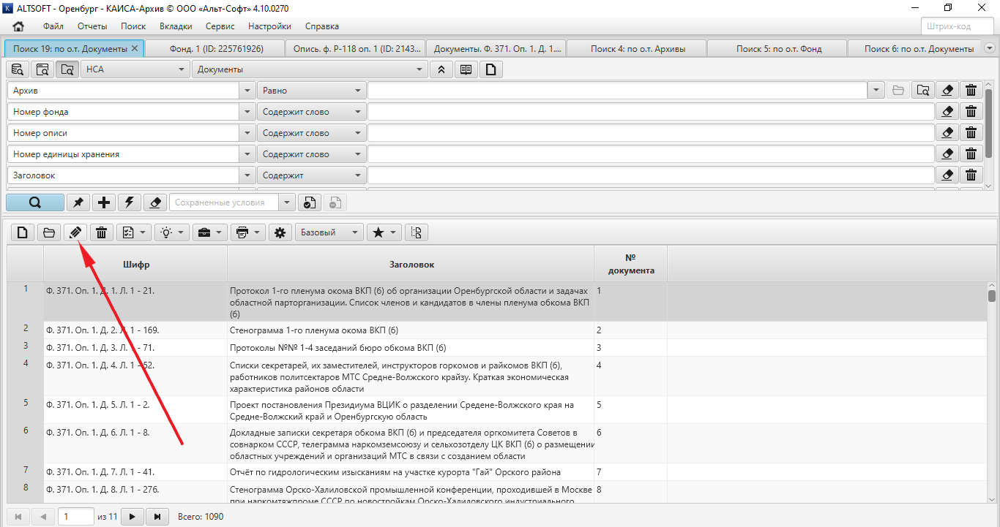 ALTSOFT - Оренбург - КАИСА-Архив © ООО «Альт-Софт» 4.10.0270
Файл Отчеты Поиск Вкладки Сервис Настройки Справка Штрих-код
Поиск 19: по о.т. Документы Фонд. 1 (ID: 225761926) Опись. ф. Р-118 оп. 1 (ID: 2143... Документы. Ф. 371. Оп. 1. Д. 1.... Поиск 4: по о.т. Архивы Поиск 5: по о.т. Фонд Поиск 6: по о.т. Документы
НСА Документы
Архив Равно
Номер фонда Содержит слово
Номер описи Содержит слово
Номер единицы хранения Содержит слово
Заголовок Содержит
Сохраненные условия
Базовый
Шифр Заголовок №
документа
1 Ф. 371. Оп. 1. Д. 1. Л. 1 - 21. Протокол 1-го пленума окома ВКП (б) об организации Оренбургской области и задачах 1
областной парторганизации. Список членов и кандидатов в члены пленума обкома ВКП
(б)
2 Ф. 371. Оп. 1. Д. 2. Л. 1 - 169. Стенограмма 1-го пленума окома ВКП (б) 2
3 Ф. 371. Оп. 1. Д. 3. Л. 1 - 71. Протоколы №№ 1-4 заседаний бюро обкома ВКП (б) 3
4 Ф. 371. Оп. 1. Д. 4. Л. 1 - 52. Списки секретарей, их заместителей, инструкторов горкомов и райкомов ВКП (б), 4
работников политсектаров МТС Средне-Волжского крайзу. Краткая экономическая
характеристика районов области
5 Ф. 371. Оп. 1. Д. 5. Л. 1 - 2. Проект постановления Президиума ВЦИК о разделении Средене-Волжского края на 5
Средне-Волжский край и Оренбургскую область
6 Ф. 371. Оп. 1. Д. 6. Л. 1 - 8. Докладные записки секретаря обкома ВКП (б) и председателя оргкомитета Советов в 6
совнарком СССР, телеграмма наркомземсоюзу и сельхозотделу ЦК ВКП (б) о размещении
областных учреждений и организаций МТС в связи с созданием области
7 Ф. 371. Оп. 1. Д. 7. Л. 1 - 41. Отчёт по гидрологическим изысканиям на участке курорта "Гай" Орского района 7
8 Ф. 371. Оп. 1. Д. 8. Л. 1 - 276. Стенограмма Орско-Халиловской промышленной конференции, проходившей в Москве 8
при наркомтяжпроме СССР по новостройкам Орско-Халиловского индустриального
1 из 11 Всего: 1090